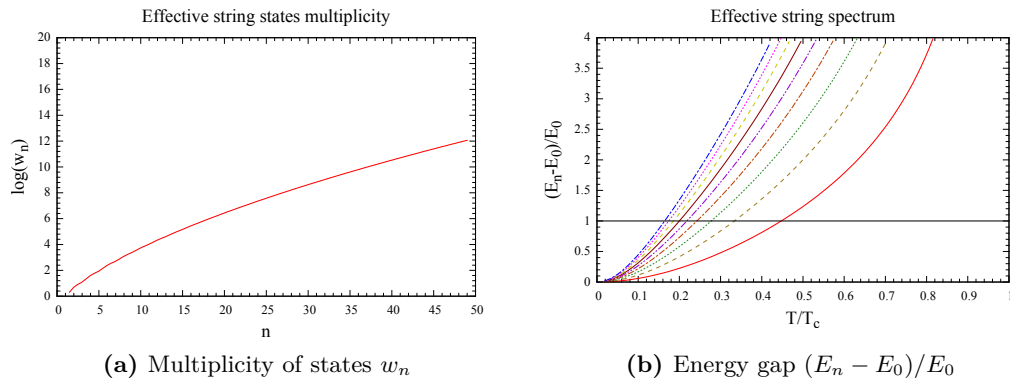 Effective string states multiplicity
20
18
16
14
12
10
8
6
4
2
0
log(w_n)
0 5 10 15 20 25 30 35 40 45 50
n
(a) Multiplicity of states w_n
Effective string spectrum
4
3.5
3
2.5
2
1.5
1
0.5
0
(E_n-E_0)/E_0
0 0.1 0.2 0.3 0.4 0.5 0.6 0.7 0.8 0.9 1
T/T_c
(b) Energy gap (E_n − E_0)/E_0